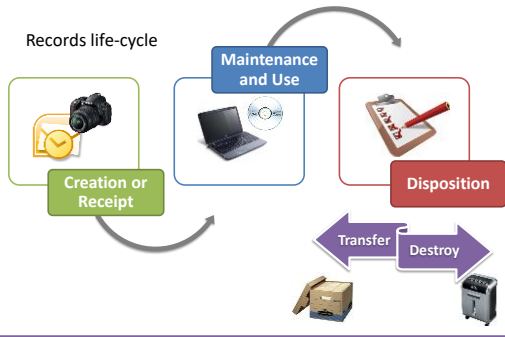 Records life-cycle
Maintenance
and Use
Creation or
Receipt
Disposition
Transfer
Destroy